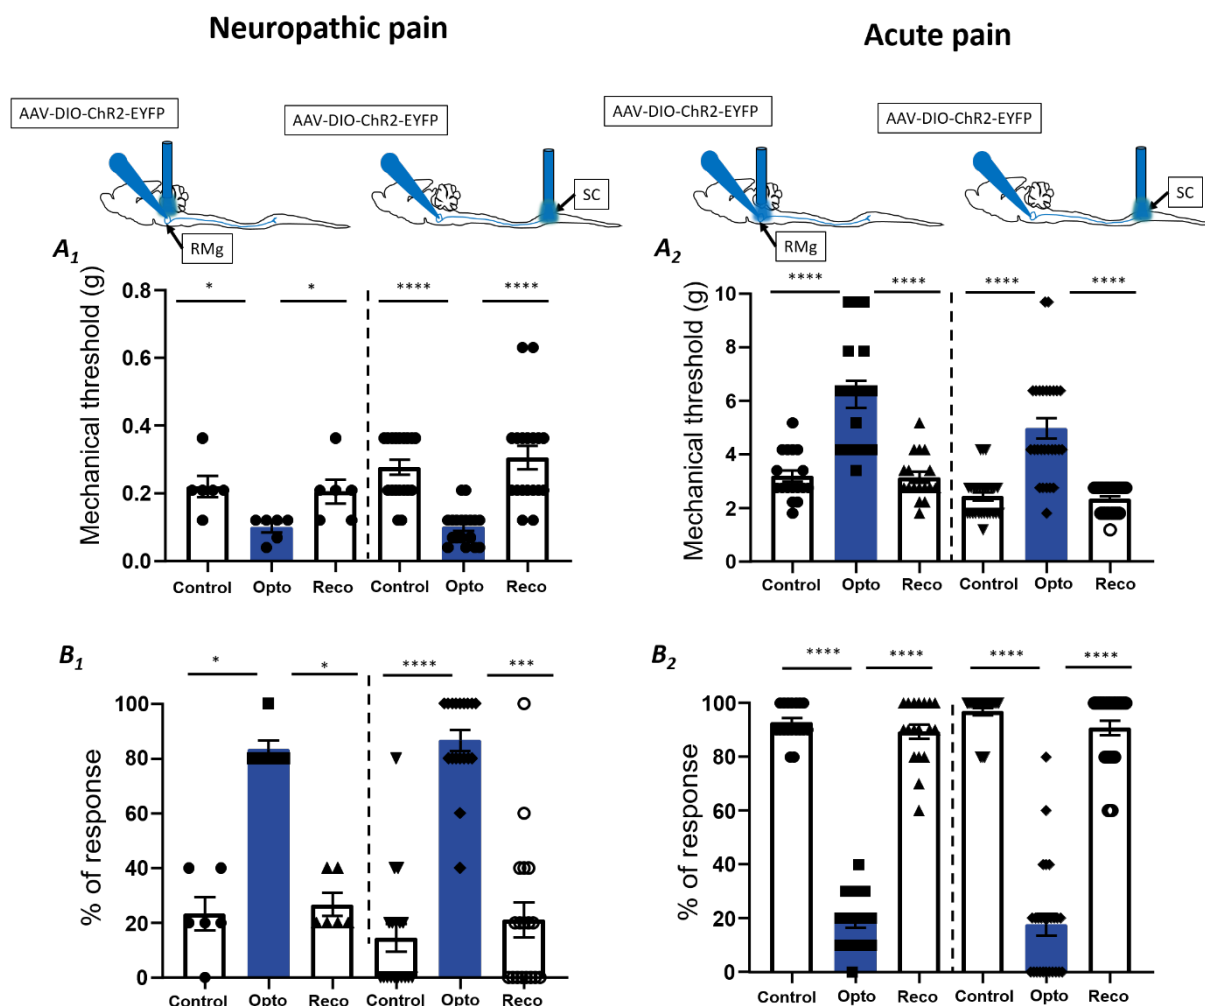 Neuropathic pain
Acute pain
AAV-DIO-ChR2-EYFP
AAV-DIO-ChR2-EYFP
AAV-DIO-ChR2-EYFP
AAV-DIO-ChR2-EYFP
SC
SC
RMg
RMg
A1
* * **** ****
Mechanical threshold (g)
0.8
0.6
0.4
0.2
0.0
Control Opto Reco Control Opto Reco
A2
**** **** **** ****
Mechanical threshold (g)
10
8
6
4
2
0
Control Opto Reco Control Opto Reco
B1
* * **** ***
% of response
100
80
60
40
20
0
Control Opto Reco Control Opto Reco
B2
**** **** **** ****
% of response
100
80
60
40
20
0
Control Opto Reco Control Opto Reco